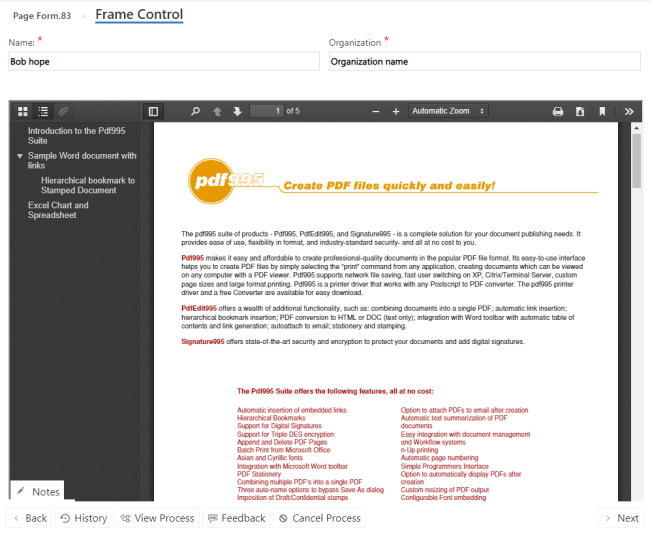 Page Form.83 » Frame Control
Name: * Organization *
Bob hope Organization name
1 of 5 Automatic Zoom
Introduction to the Pdf995
Suite
Sample Word document with
links
Hierarchical bookmark to
Stamped Document
Excel Chart and
Spreadsheet
pdf995 Create PDF files quickly and easily!
The pdf995 suite of products - Pdf995, PdfEdit995, and Signature995 - is a complete solution for your document publishing needs. It
provides ease of use, flexibility in format, and industry-standard security- and all at no cost to you.
Pdf995 makes it easy and affordable to create professional-quality documents in the popular PDF file format. Its easy-to-use interface
helps you to create PDF files by simply selecting the "print" command from any application, creating documents which can be viewed
on any computer with a PDF viewer. Pdf995 supports network file saving, fast user switching on XP, Citrix/Terminal Server, custom
page sizes and large format printing. Pdf995 is a printer driver that works with any Postscript to PDF converter. The pdf995 printer
driver and a free Converter are available for easy download.
PdfEdit995 offers a wealth of additional functionality, such as: combining documents into a single PDF; automatic link insertion;
hierarchical bookmark insertion; PDF conversion to HTML or DOC (text only); integration with Word toolbar with automatic table of
contents and link generation; autoattach to email; stationery and stamping.
Signature995 offers state-of-the-art security and encryption to protect your documents and add digital signatures.
The Pdf995 Suite offers the following features, all at no cost:
Automatic insertion of embedded links
Hierarchical Bookmarks
Support for Digital Signatures
Support for Triple DES encryption
Append and Delete PDF Pages
Batch Print from Microsoft Office
Asian and Cyrillic fonts
Integration with Microsoft Word toolbar
PDF Stationery
Combining multiple PDF's into a single PDF
Three auto-name options to bypass Save As dialog
Imposition of Draft/Confidential stamps
Option to attach PDFs to email after creation
Automatic text summarization of PDF
documents
Easy integration with document management
and Workflow systems
n-Up printing
Automatic page numbering
Simple Programmers Interface
Option to automatically display PDFs after
creation
Custom resizing of PDF output
Configurable Font embedding
Notes
Back History View Process Feedback Cancel Process Next